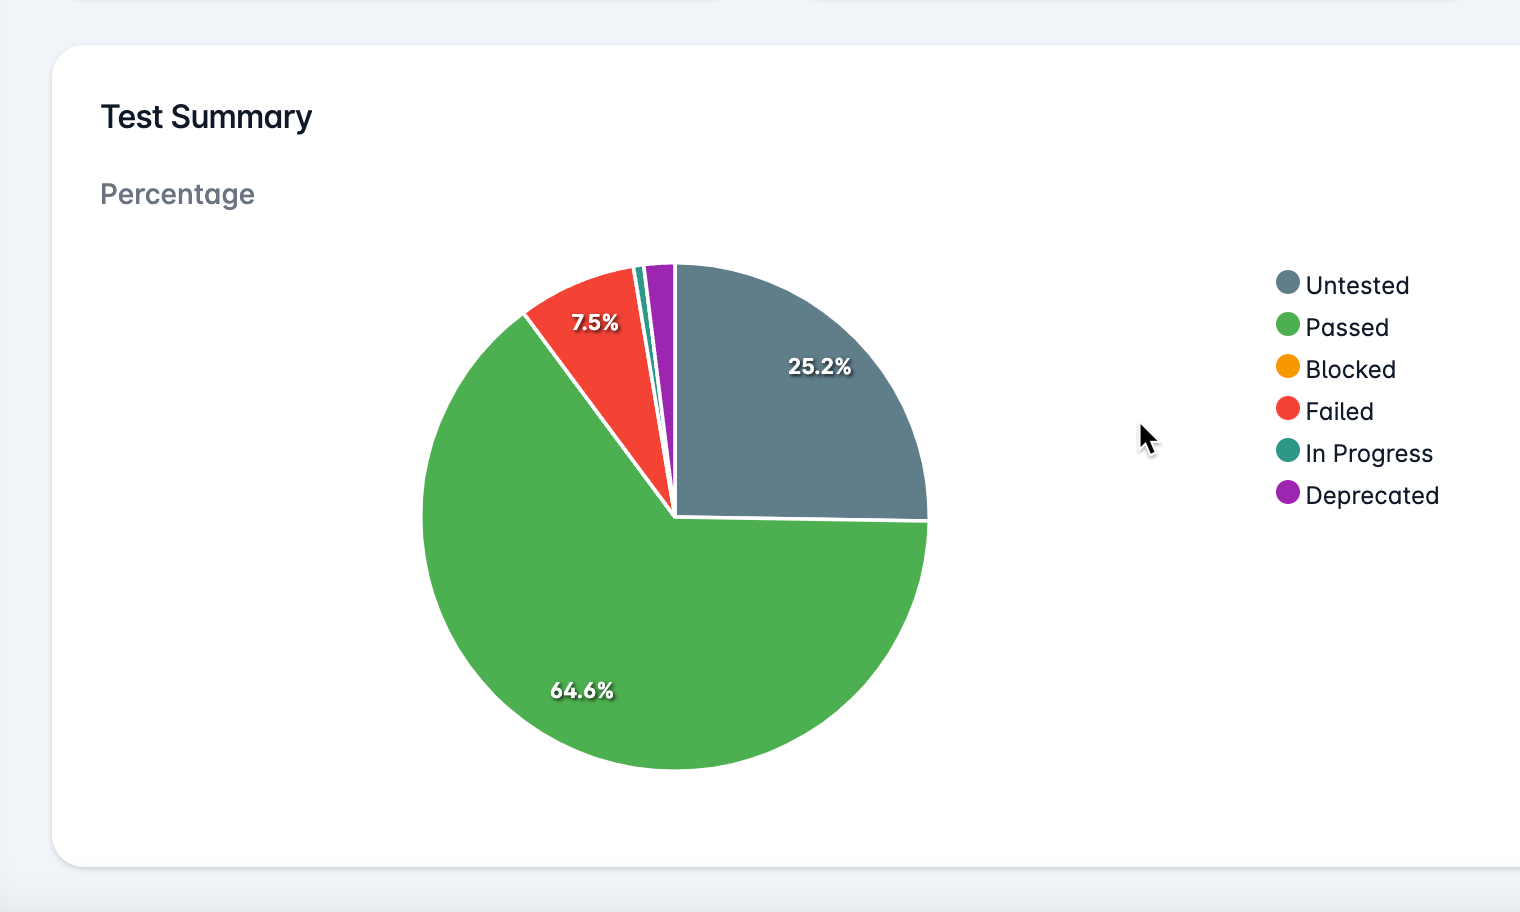 Test Summary
Percentage
7.5%
25.2%
64.6%
Untested
Passed
Blocked
Failed
In Progress
Deprecated